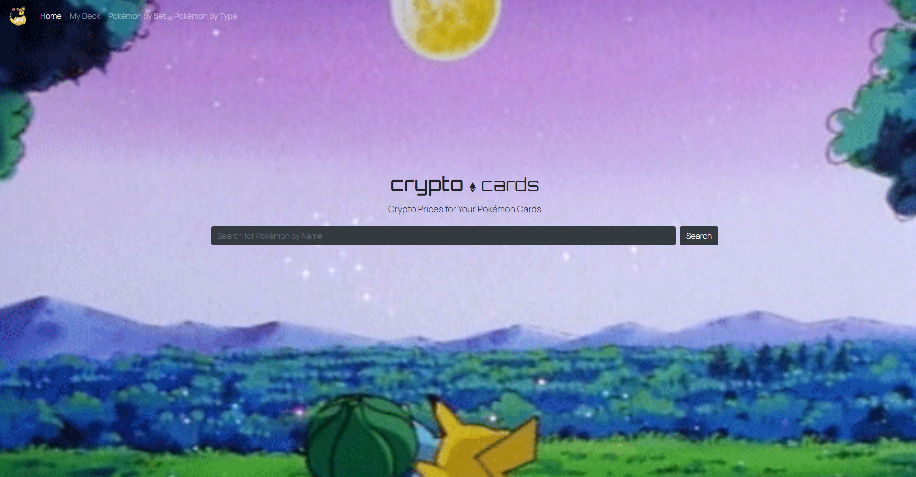 Home My Deck Pokémon by Set Pokémon by Type
crypto cards
Crypto Prices for Your Pokémon Cards
Search for Pokémon by Name Search